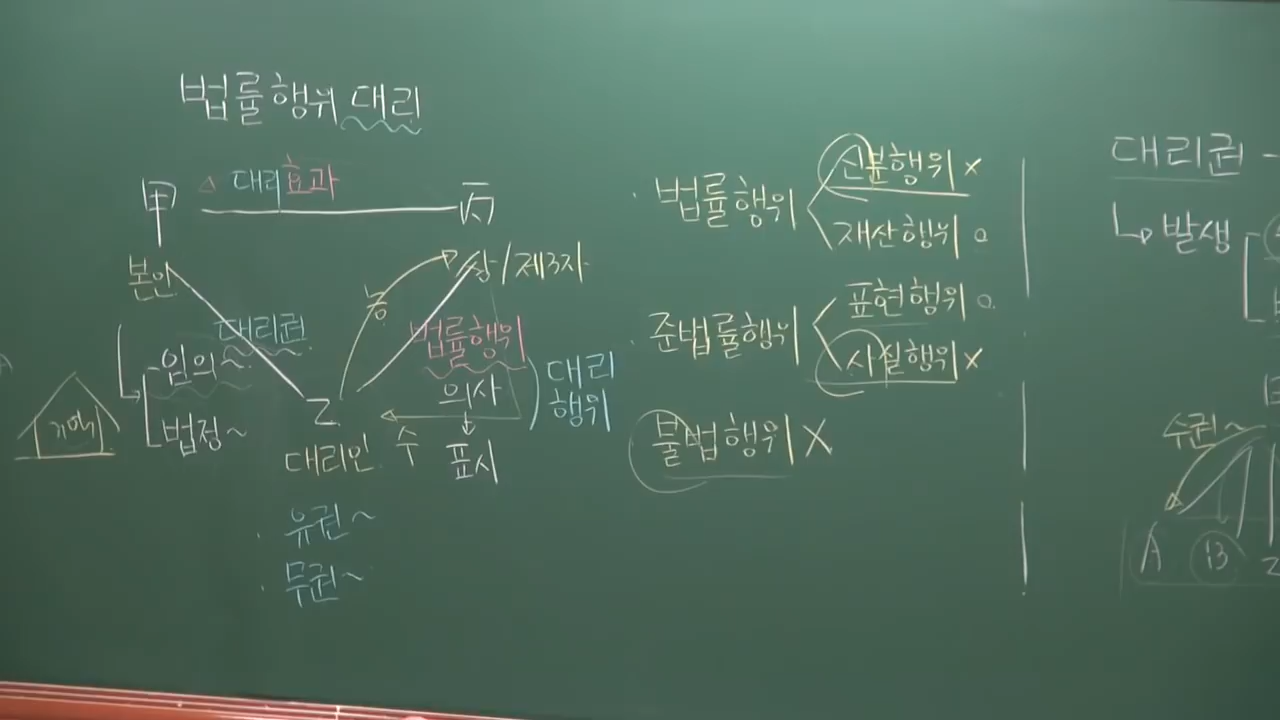 법률행위 대리
△ 대리효과
甲
丙
본인
상/제3자
능
대리권
임의~
법정~
법률행위
의사
↓
표시
대리
행위
乙
대리인
수
· 유권~
· 무권~
· 법률행위
신분행위 ×
재산행위 o
· 준법률행위
표현행위 o
사실행위 ×
불법행위 X
대리권 -
↳ 발생
수권~
A
B